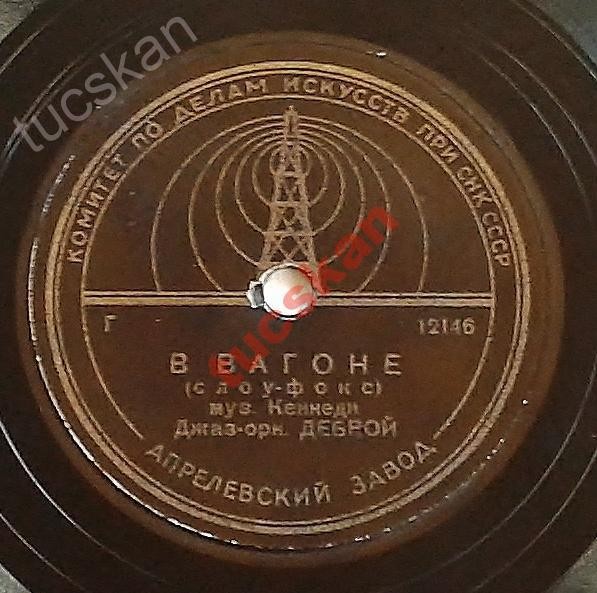 tucskan
КОМИТЕТ ПО ДЕЛАМ ИСКУССТВ ПРИ СНК СССР
tucskan
Г 12146
В ВАГОНЕ
(слоу-фокс)
муз. Кеннеди
Джаз-орк. ДЕБРОЙ
АПРЕЛЕВСКИЙ ЗАВОД